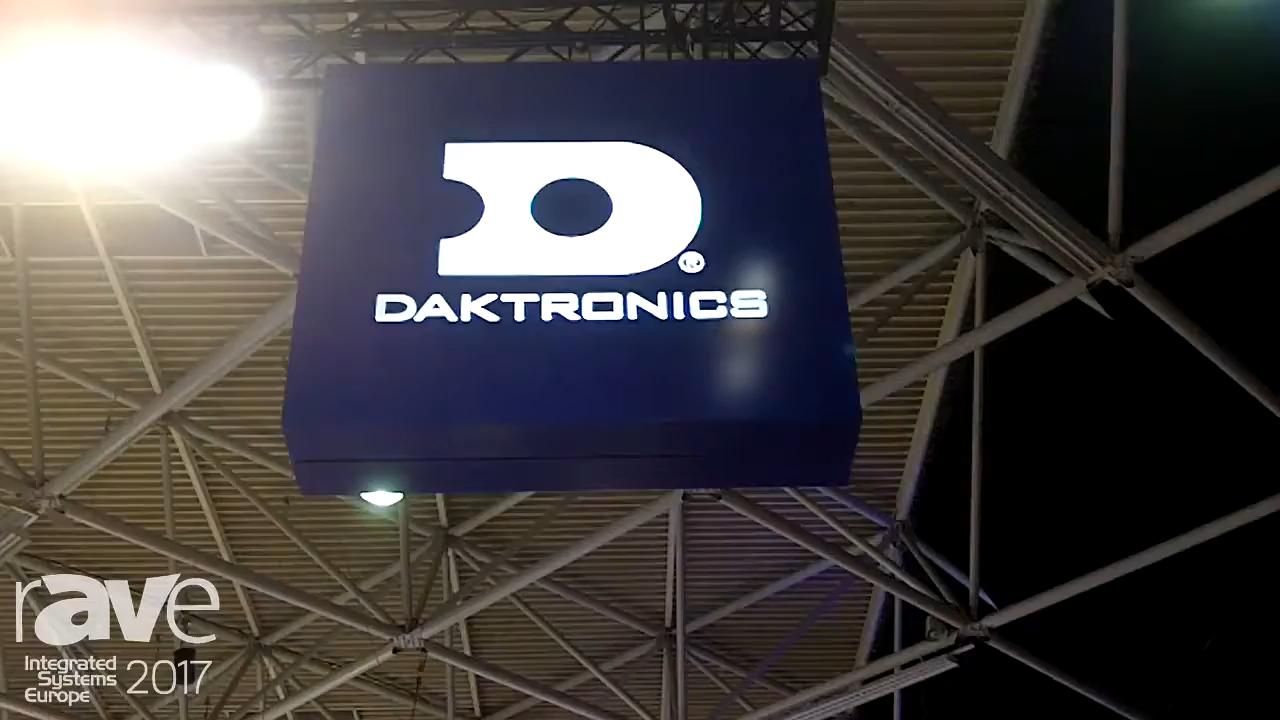 D®
DAKTRONICS
rAVe
Integrated
Systems
Europe
2017